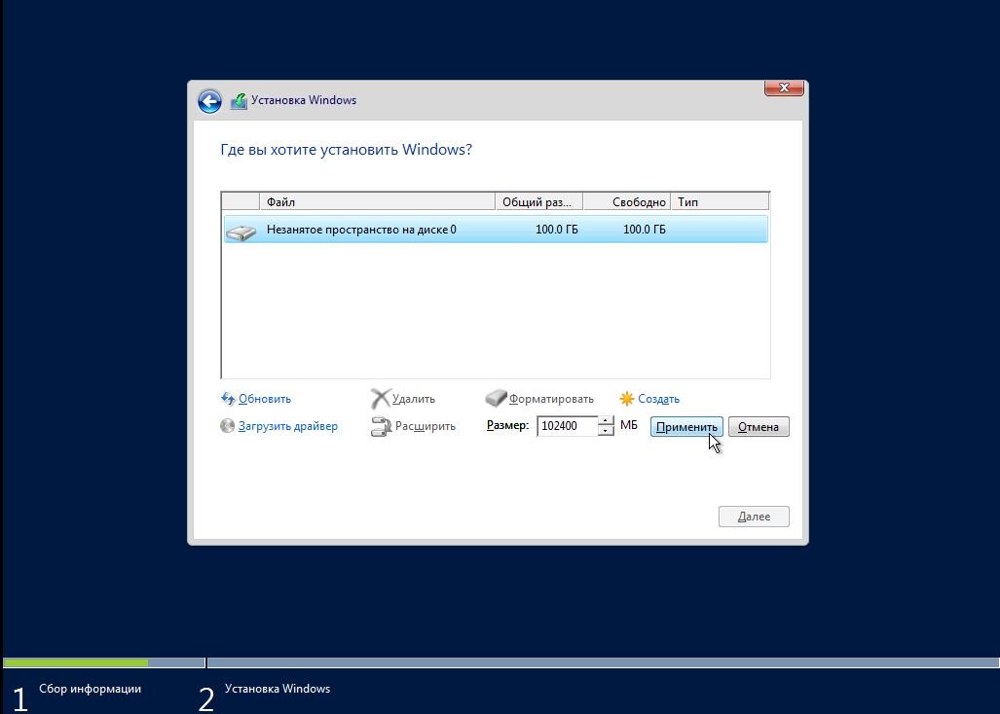 Установка Windows
Где вы хотите установить Windows?
Файл Общий раз... Свободно Тип
Незанятое пространство на диске 0 100.0 ГБ 100.0 ГБ
Обновить Удалить Форматировать Создать
Загрузить драйвер Расширить Размер: 102400 МБ Применить Отмена
Далее
1 Сбор информации 2 Установка Windows